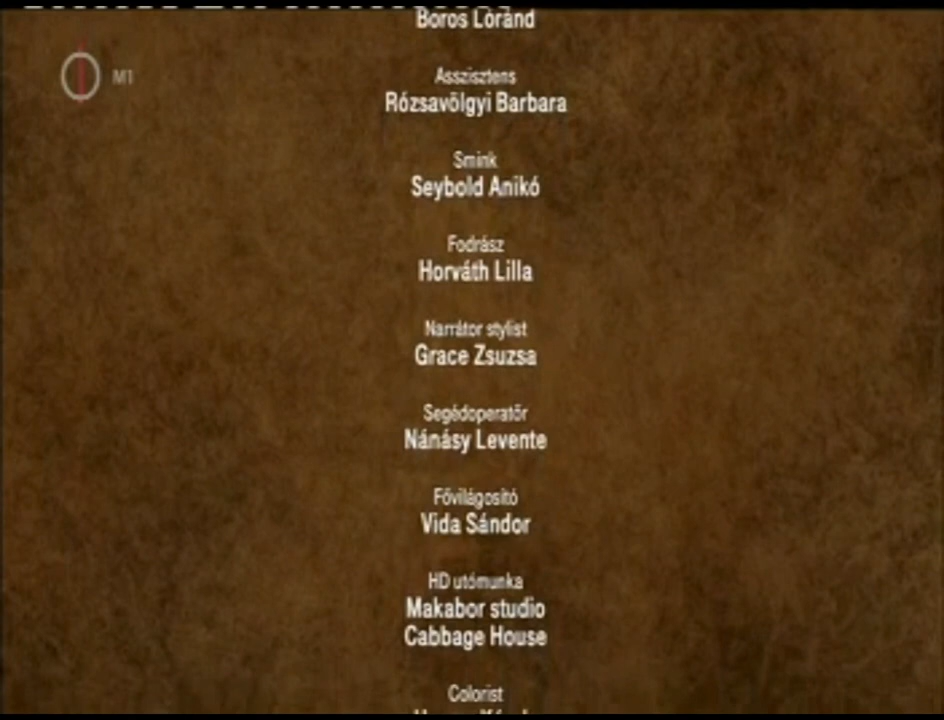 Boros Lóránd
M1
Asszisztens
Rózsavölgyi Barbara
Smink
Seybold Anikó
Fodrász
Horváth Lilla
Narrátor stylist
Grace Zsuzsa
Segédoperatőr
Nánásy Levente
Fővilágosító
Vida Sándor
HD utómunka
Makabor studio
Cabbage House
Colorist